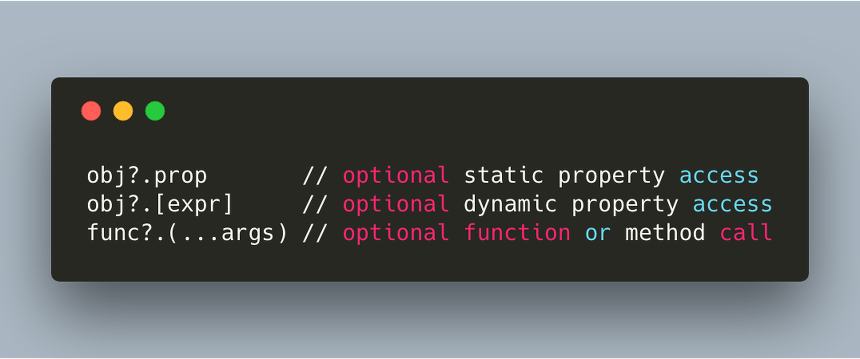 obj?.prop       // optional static property access
obj?.[expr]     // optional dynamic property access
func?.(...args) // optional function or method call